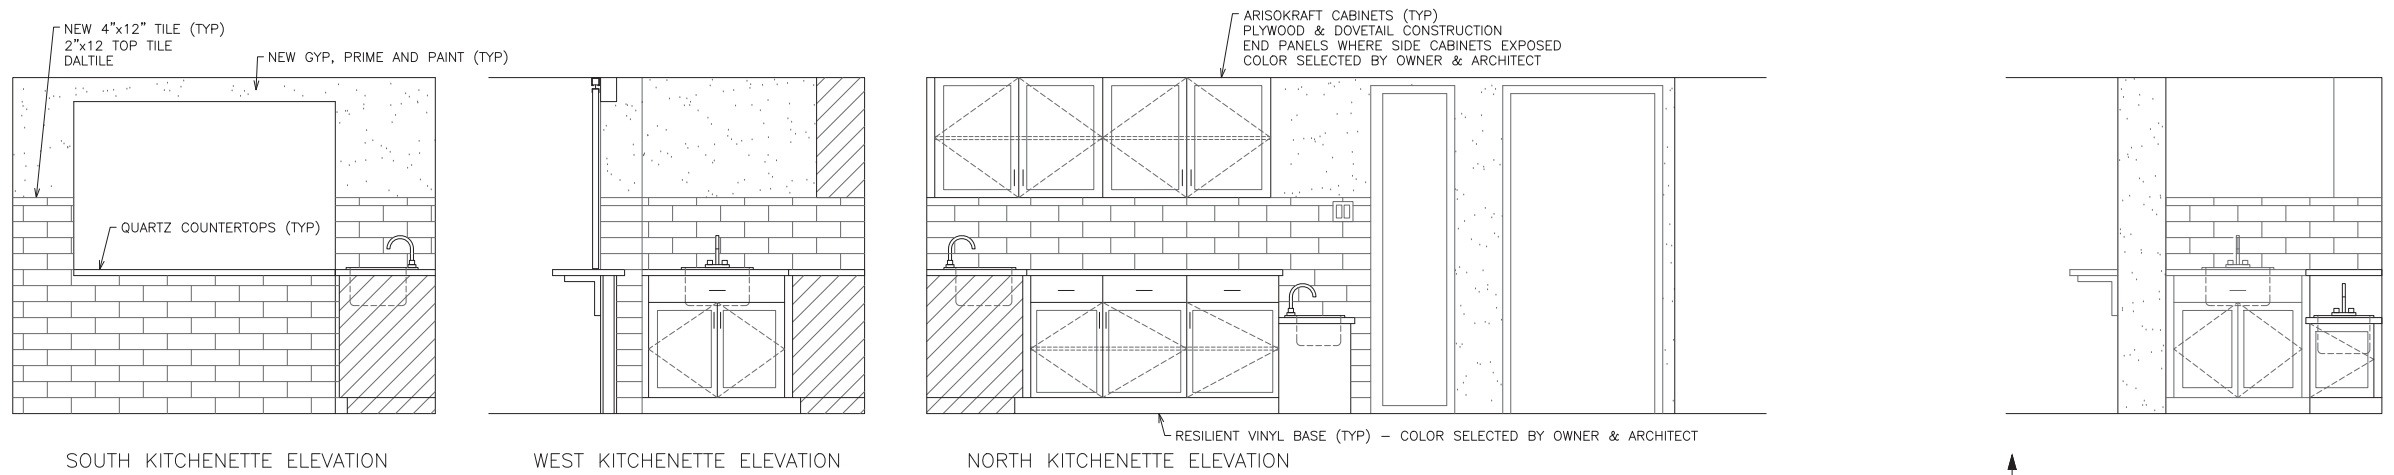 NEW 4”x12” TILE (TYP)
2”x12 TOP TILE
DALTILE
NEW GYP, PRIME AND PAINT (TYP)
QUARTZ COUNTERTOPS (TYP)
SOUTH KITCHENETTE ELEVATION
WEST KITCHENETTE ELEVATION
ARISOKRAFT CABINETS (TYP)
PLYWOOD & DOVETAIL CONSTRUCTION
END PANELS WHERE SIDE CABINETS EXPOSED
COLOR SELECTED BY OWNER & ARCHITECT
RESILIENT VINYL BASE (TYP) – COLOR SELECTED BY OWNER & ARCHITECT
NORTH KITCHENETTE ELEVATION